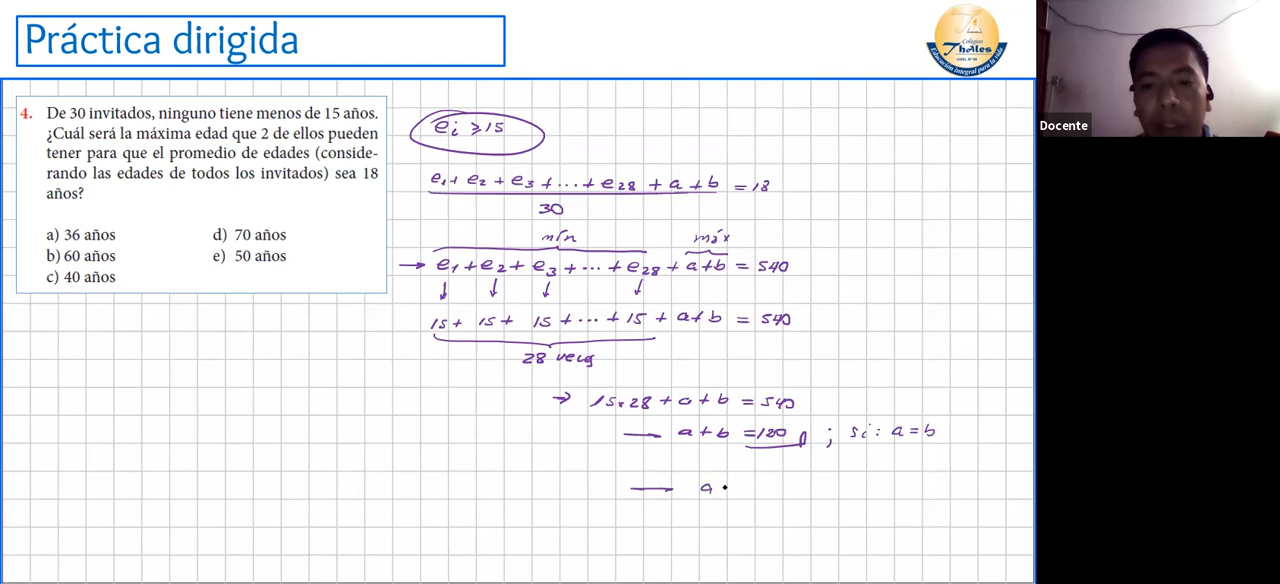 Práctica dirigida
Colegios
Thales
UGEL Nº 08
Educación integral para la vida
Docente
4. De 30 invitados, ninguno tiene menos de 15 años.
¿Cuál será la máxima edad que 2 de ellos pueden
tener para que el promedio de edades (conside-
rando las edades de todos los invitados) sea 18
años?
a) 36 años
d) 70 años
b) 60 años
e) 50 años
c) 40 años
ei ≥ 15
e1 + e2 + e3 + ... + e28 + a + b = 18
30
mín máx
→ e1 + e2 + e3 + ... + e28 + a + b = 540
↓ ↓ ↓ ↓
15 + 15 + 15 + ... + 15 + a + b = 540
28 veces
→ 15 × 28 + a + b = 540
— a + b = 120 ; si: a = b
— a